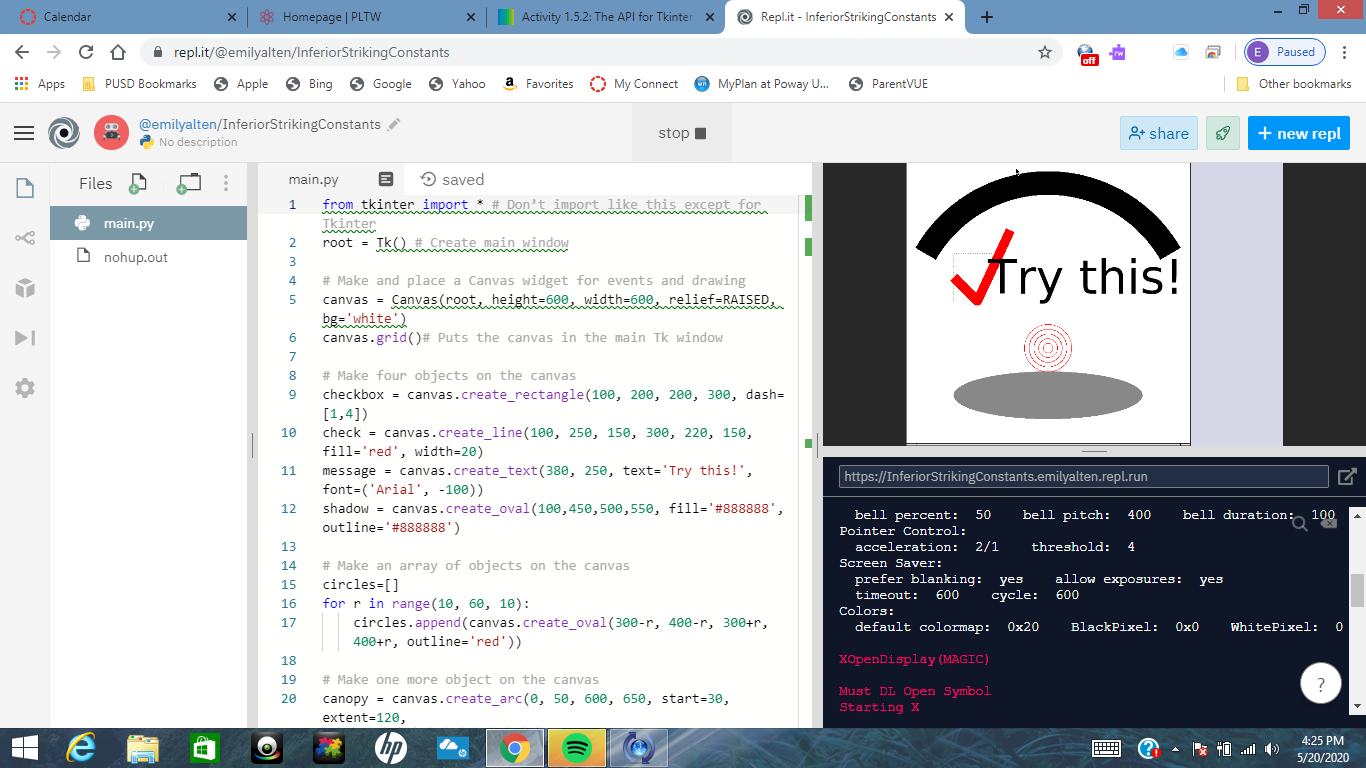 Calendar
Homepage | PLTW
Activity 1.5.2: The API for Tkinter
Repl.it - InferiorStrikingConstants
repl.it/@emilyalten/InferiorStrikingConstants
off
rw
E Paused
Apps
PUSD Bookmarks
Apple
Bing
Google
Yahoo
Favorites
My Connect
MyPlan at Poway U...
ParentVUE
Other bookmarks
@emilyalten/InferiorStrikingConstants
No description
stop
share
+ new repl
Files
main.py
nohup.out
main.py
saved
1 from tkinter import * # Don’t import like this except for
Tkinter
2 root = Tk() # Create main window
3
4 # Make and place a Canvas widget for events and drawing
5 canvas = Canvas(root, height=600, width=600, relief=RAISED,
bg='white')
6 canvas.grid()# Puts the canvas in the main Tk window
7
8 # Make four objects on the canvas
9 checkbox = canvas.create_rectangle(100, 200, 200, 300, dash=
[1,4])
10 check = canvas.create_line(100, 250, 150, 300, 220, 150,
fill='red', width=20)
11 message = canvas.create_text(380, 250, text='Try this!',
font=('Arial', -100))
12 shadow = canvas.create_oval(100,450,500,550, fill='#888888',
outline='#888888')
13
14 # Make an array of objects on the canvas
15 circles=[]
16 for r in range(10, 60, 10):
17 circles.append(canvas.create_oval(300-r, 400-r, 300+r,
400+r, outline='red'))
18
19 # Make one more object on the canvas
20 canopy = canvas.create_arc(0, 50, 600, 650, start=30,
extent=120,
Try this!
https://InferiorStrikingConstants.emilyalten.repl.run
bell percent: 50 bell pitch: 400 bell duration: 100
Pointer Control:
acceleration: 2/1 threshold: 4
Screen Saver:
prefer blanking: yes allow exposures: yes
timeout: 600 cycle: 600
Colors:
default colormap: 0x20 BlackPixel: 0x0 WhitePixel: 0
XOpenDisplay(MAGIC)
Must DL Open Symbol
Starting X
?
hp
4:25 PM
5/20/2020